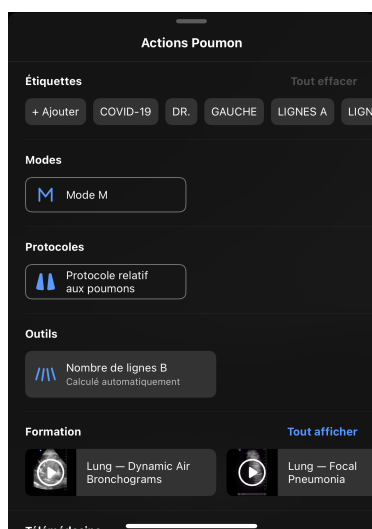 Actions Poumon
Étiquettes Tout effacer
+ Ajouter COVID-19 DR. GAUCHE LIGNES A LIGN
Modes
Mode M
Protocoles
Protocole relatif
aux poumons
Outils
Nombre de lignes B
Calculé automatiquement
Formation Tout afficher
Lung — Dynamic Air
Bronchograms
Lung — Focal
Pneumonia